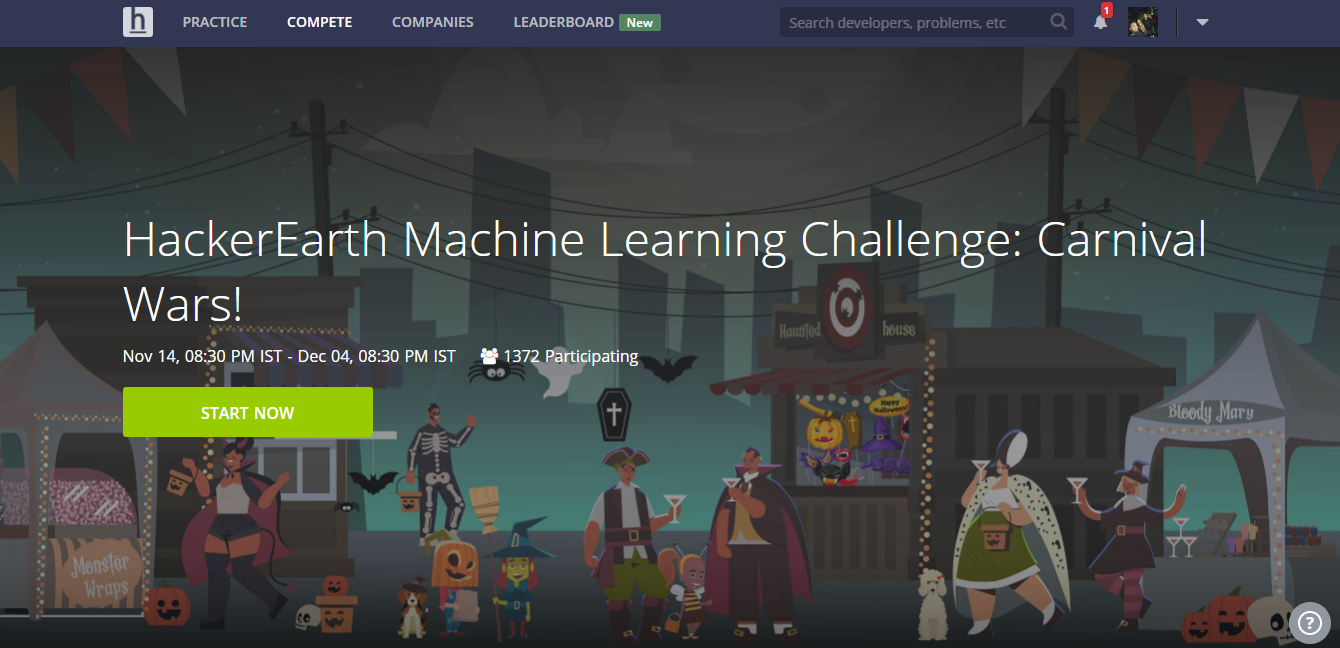 h PRACTICE COMPETE COMPANIES LEADERBOARD New Search developers, problems, etc 1
HackerEarth Machine Learning Challenge: Carnival
Wars!
Nov 14, 08:30 PM IST - Dec 04, 08:30 PM IST 1372 Participating
START NOW
Haunted house
Happy
Halloween!
Bloody Mary
Monster
Wraps
?